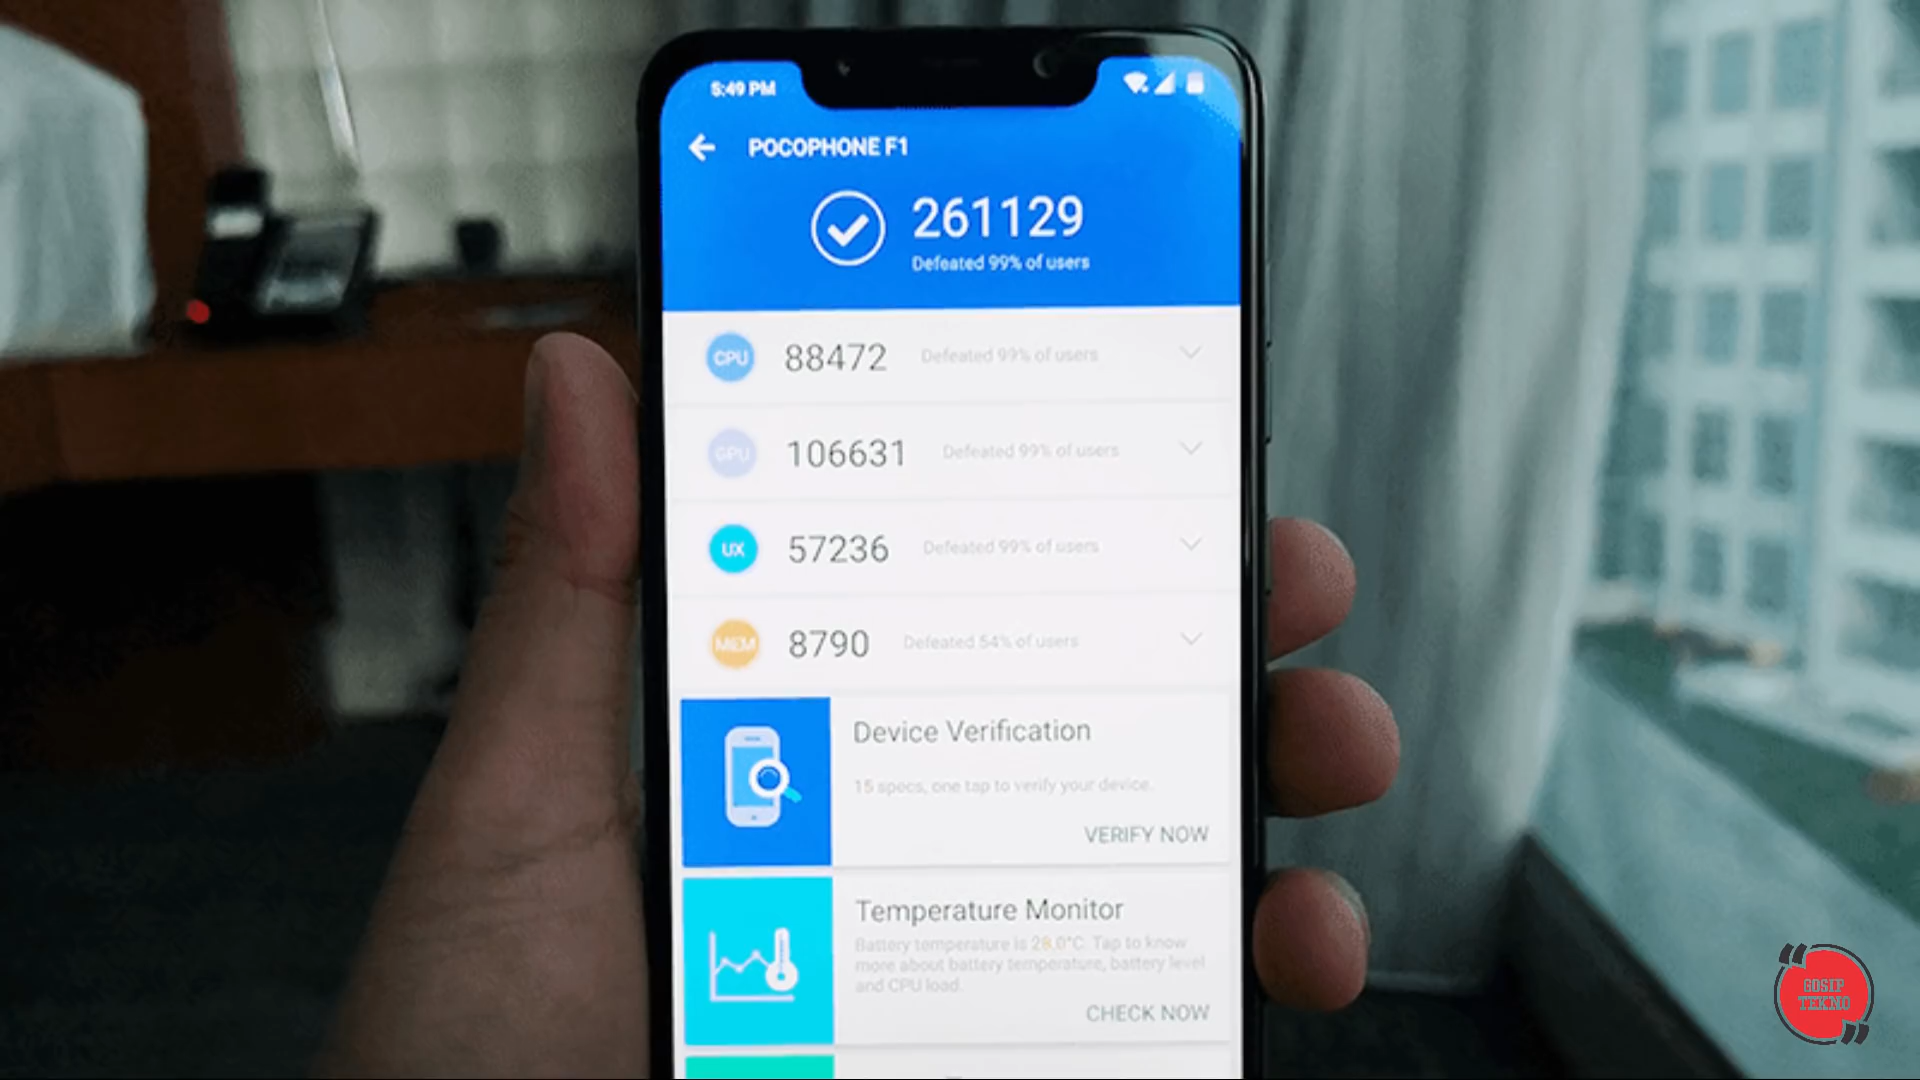 5:49 PM
POCOPHONE F1
261129
Defeated 99% of users
CPU 88472 Defeated 99% of users
GPU 106631 Defeated 99% of users
UX 57236 Defeated 99% of users
MEM 8790 Defeated 54% of users
Device Verification
15 specs, one tap to verify your device.
VERIFY NOW
Temperature Monitor
Battery temperature is 28.0°C. Tap to know
more about battery temperature, battery level
and CPU load.
CHECK NOW
GOSIP
TEKNO